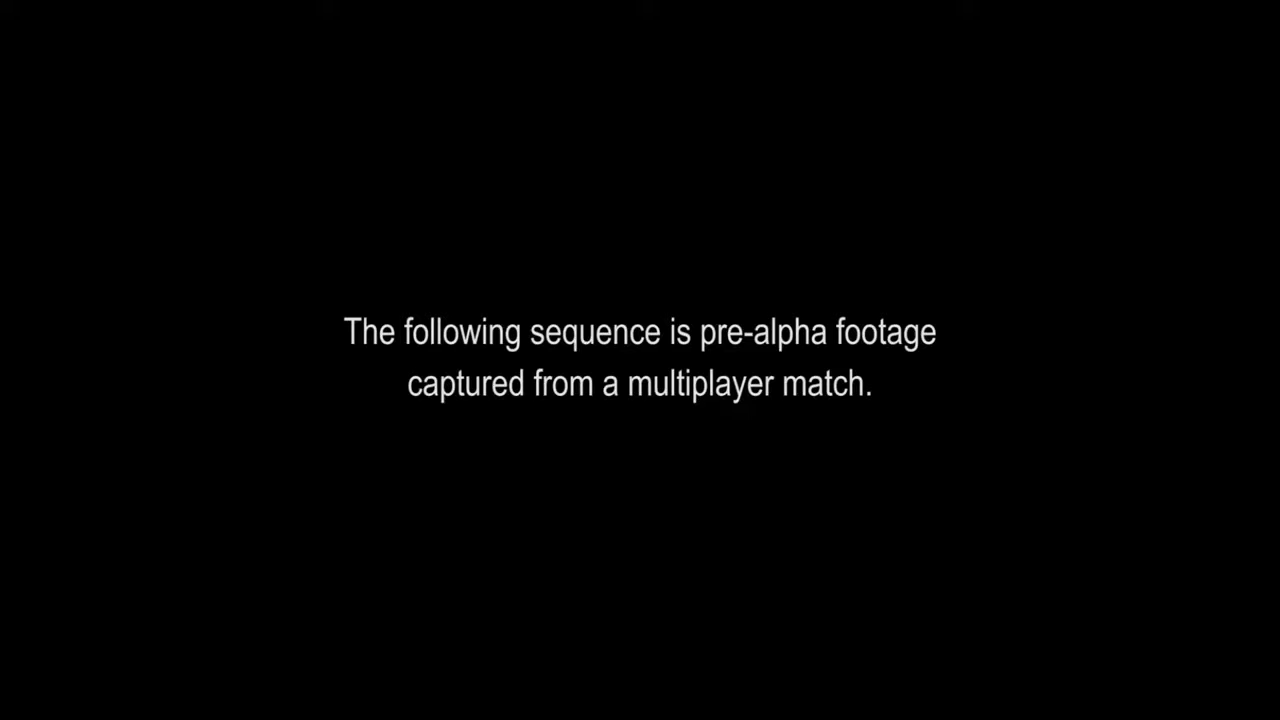 The following sequence is pre-alpha footage
captured from a multiplayer match.